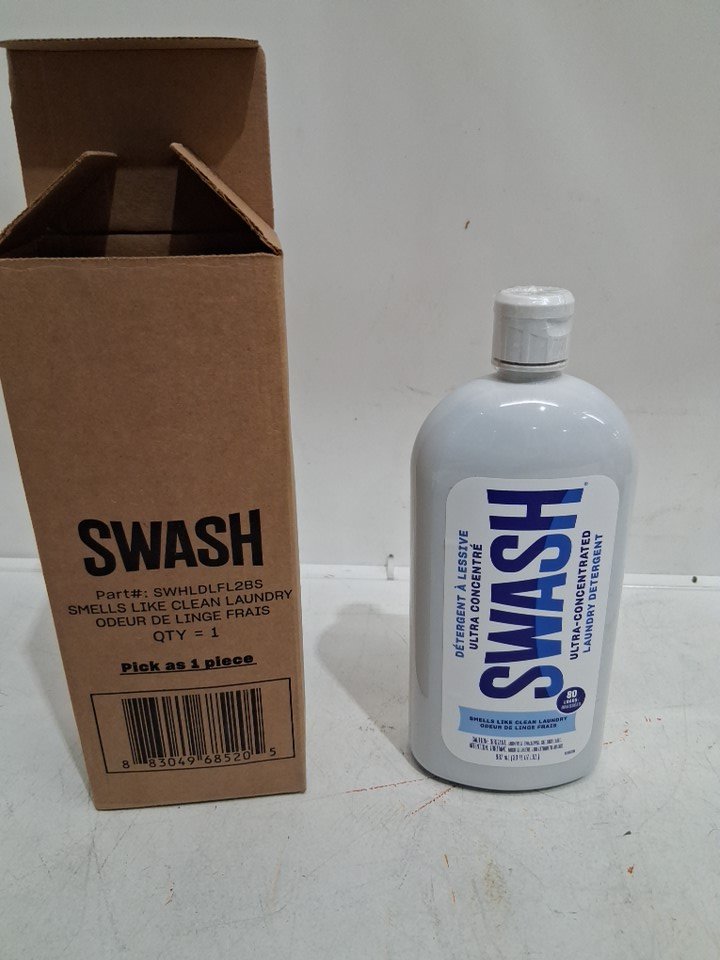 SWASH
Part#: SWHLDLFL2BS
SMELLS LIKE CLEAN LAUNDRY
ODEUR DE LINGE FRAIS
QTY = 1
Pick as 1 piece
8 83049 68520 5
DÉTERGENT À LESSIVE
ULTRA CONCENTRÉ
SWASH®
ULTRA-CONCENTRATED
LAUNDRY DETERGENT
80
LOADS
SMELLS LIKE CLEAN LAUNDRY
ODEUR DE LINGE FRAIS